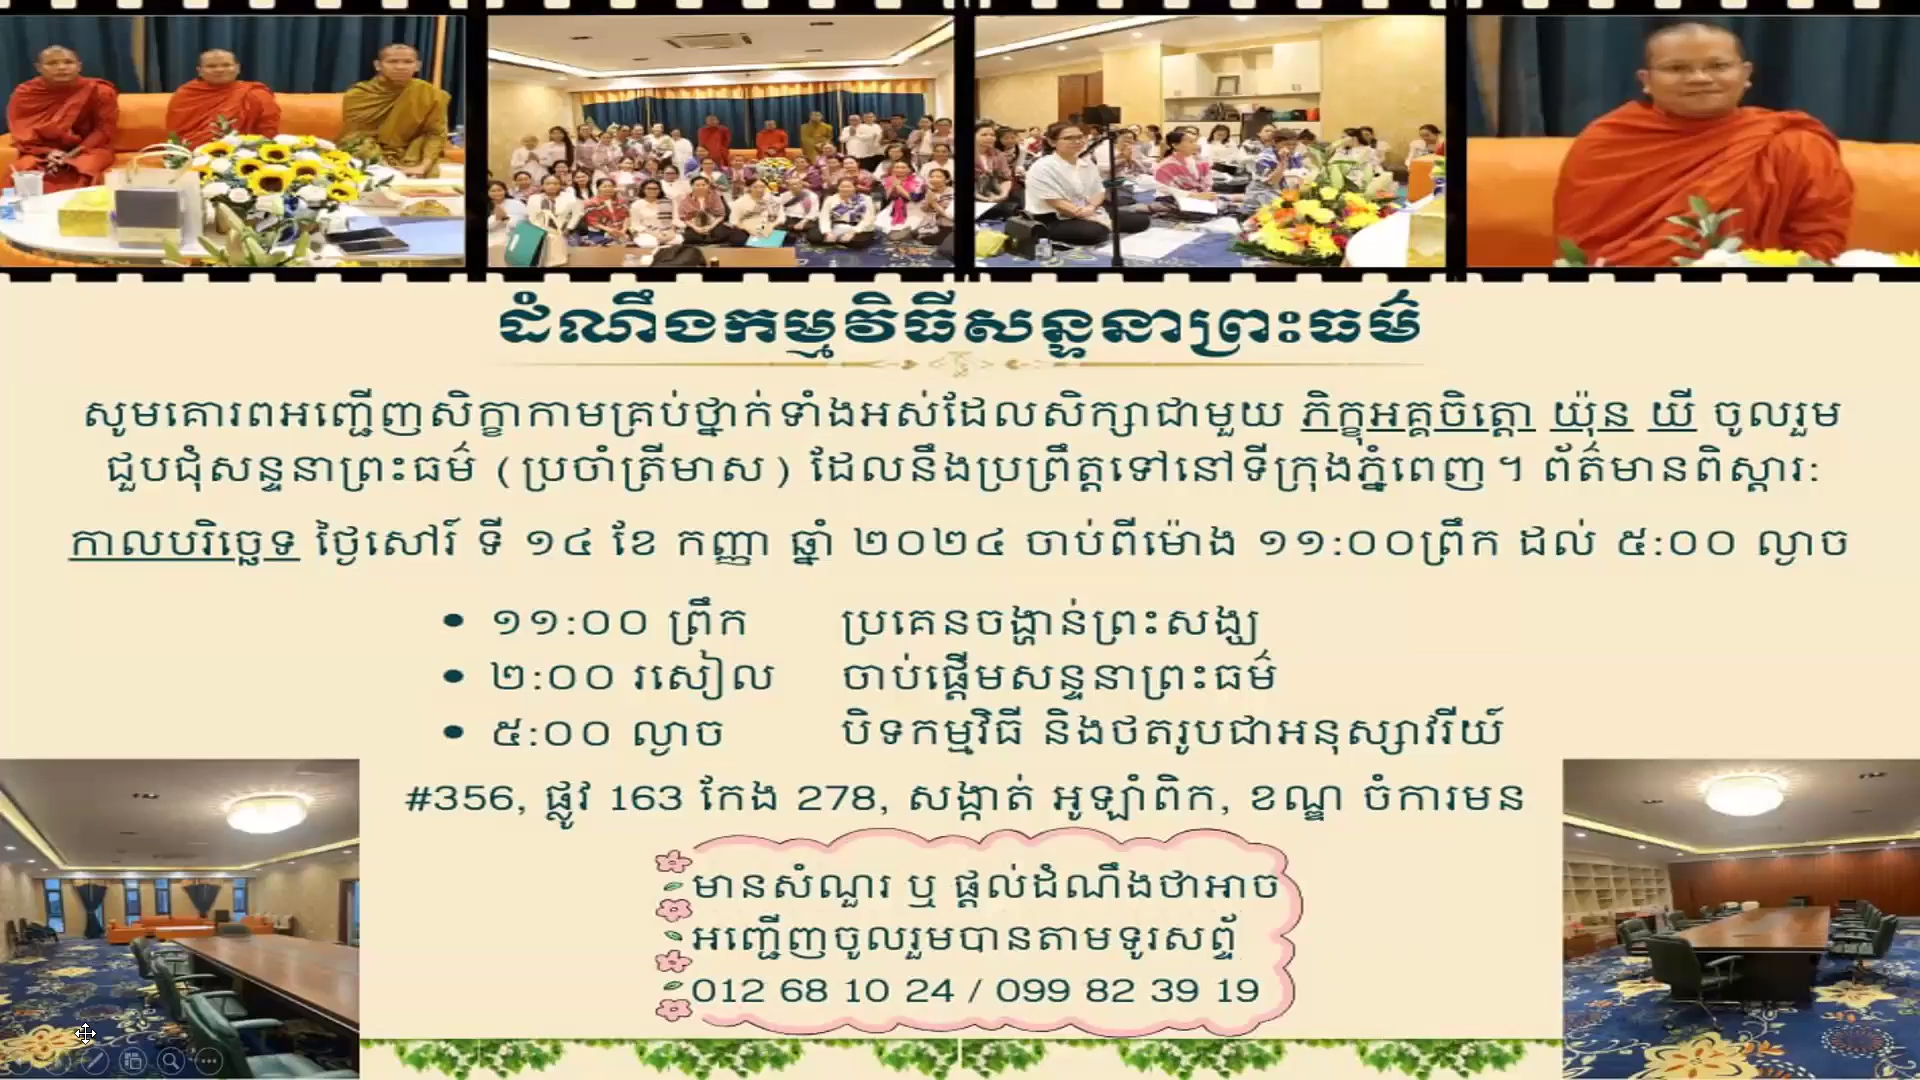 ដំណឹងកម្មវិធីសន្ទនាព្រះធម៌
សូមគោរពអញ្ជើញសិក្ខាកាមគ្រប់ថ្នាក់ទាំងអស់ដែលសិក្សាជាមួយ ភិក្ខុអគ្គចិត្តោ យ៉ុន យី ចូលរួម
ជួបជុំសន្ទនាព្រះធម៌ (ប្រចាំត្រីមាស) ដែលនឹងប្រព្រឹត្តទៅនៅទីក្រុងភ្នំពេញ។ ព័ត៌មានពិស្តារ:
កាលបរិច្ឆេទ ថ្ងៃសៅរ៍ ទី ១៤ ខែ កញ្ញា ឆ្នាំ ២០២៤ ចាប់ពីម៉ោង ១១:០០ព្រឹក ដល់ ៥:០០ ល្ងាច
• ១១:០០ ព្រឹក ប្រគេនចង្ហាន់ព្រះសង្ឃ
• ២:០០ រសៀល ចាប់ផ្តើមសន្ទនាព្រះធម៌
• ៥:០០ ល្ងាច បិទកម្មវិធី និងថតរូបជាអនុស្សាវរីយ៍
#356, ផ្លូវ 163 កែង 278, សង្កាត់ អូឡាំពិក, ខណ្ឌ ចំការមន
មានសំណួរ ឬ ផ្តល់ដំណឹងថាអាច
អញ្ជើញចូលរួមបានតាមទូរសព្ទ័
012 68 10 24 / 099 82 39 19